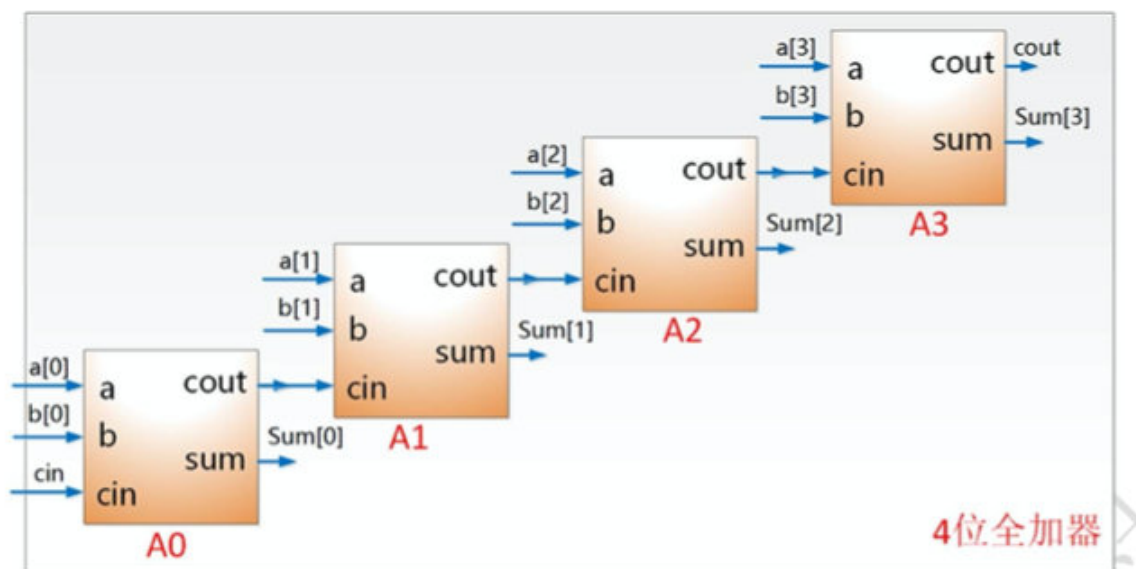 a[3]
a
cout
cout
b[3]
b
sum
Sum[3]
cin
A3
a[2]
a
cout
b[2]
b
sum
Sum[2]
cin
A2
a[1]
a
cout
b[1]
b
sum
Sum[1]
cin
A1
a[0]
a
cout
b[0]
b
sum
Sum[0]
cin
cin
A0
4位全加器